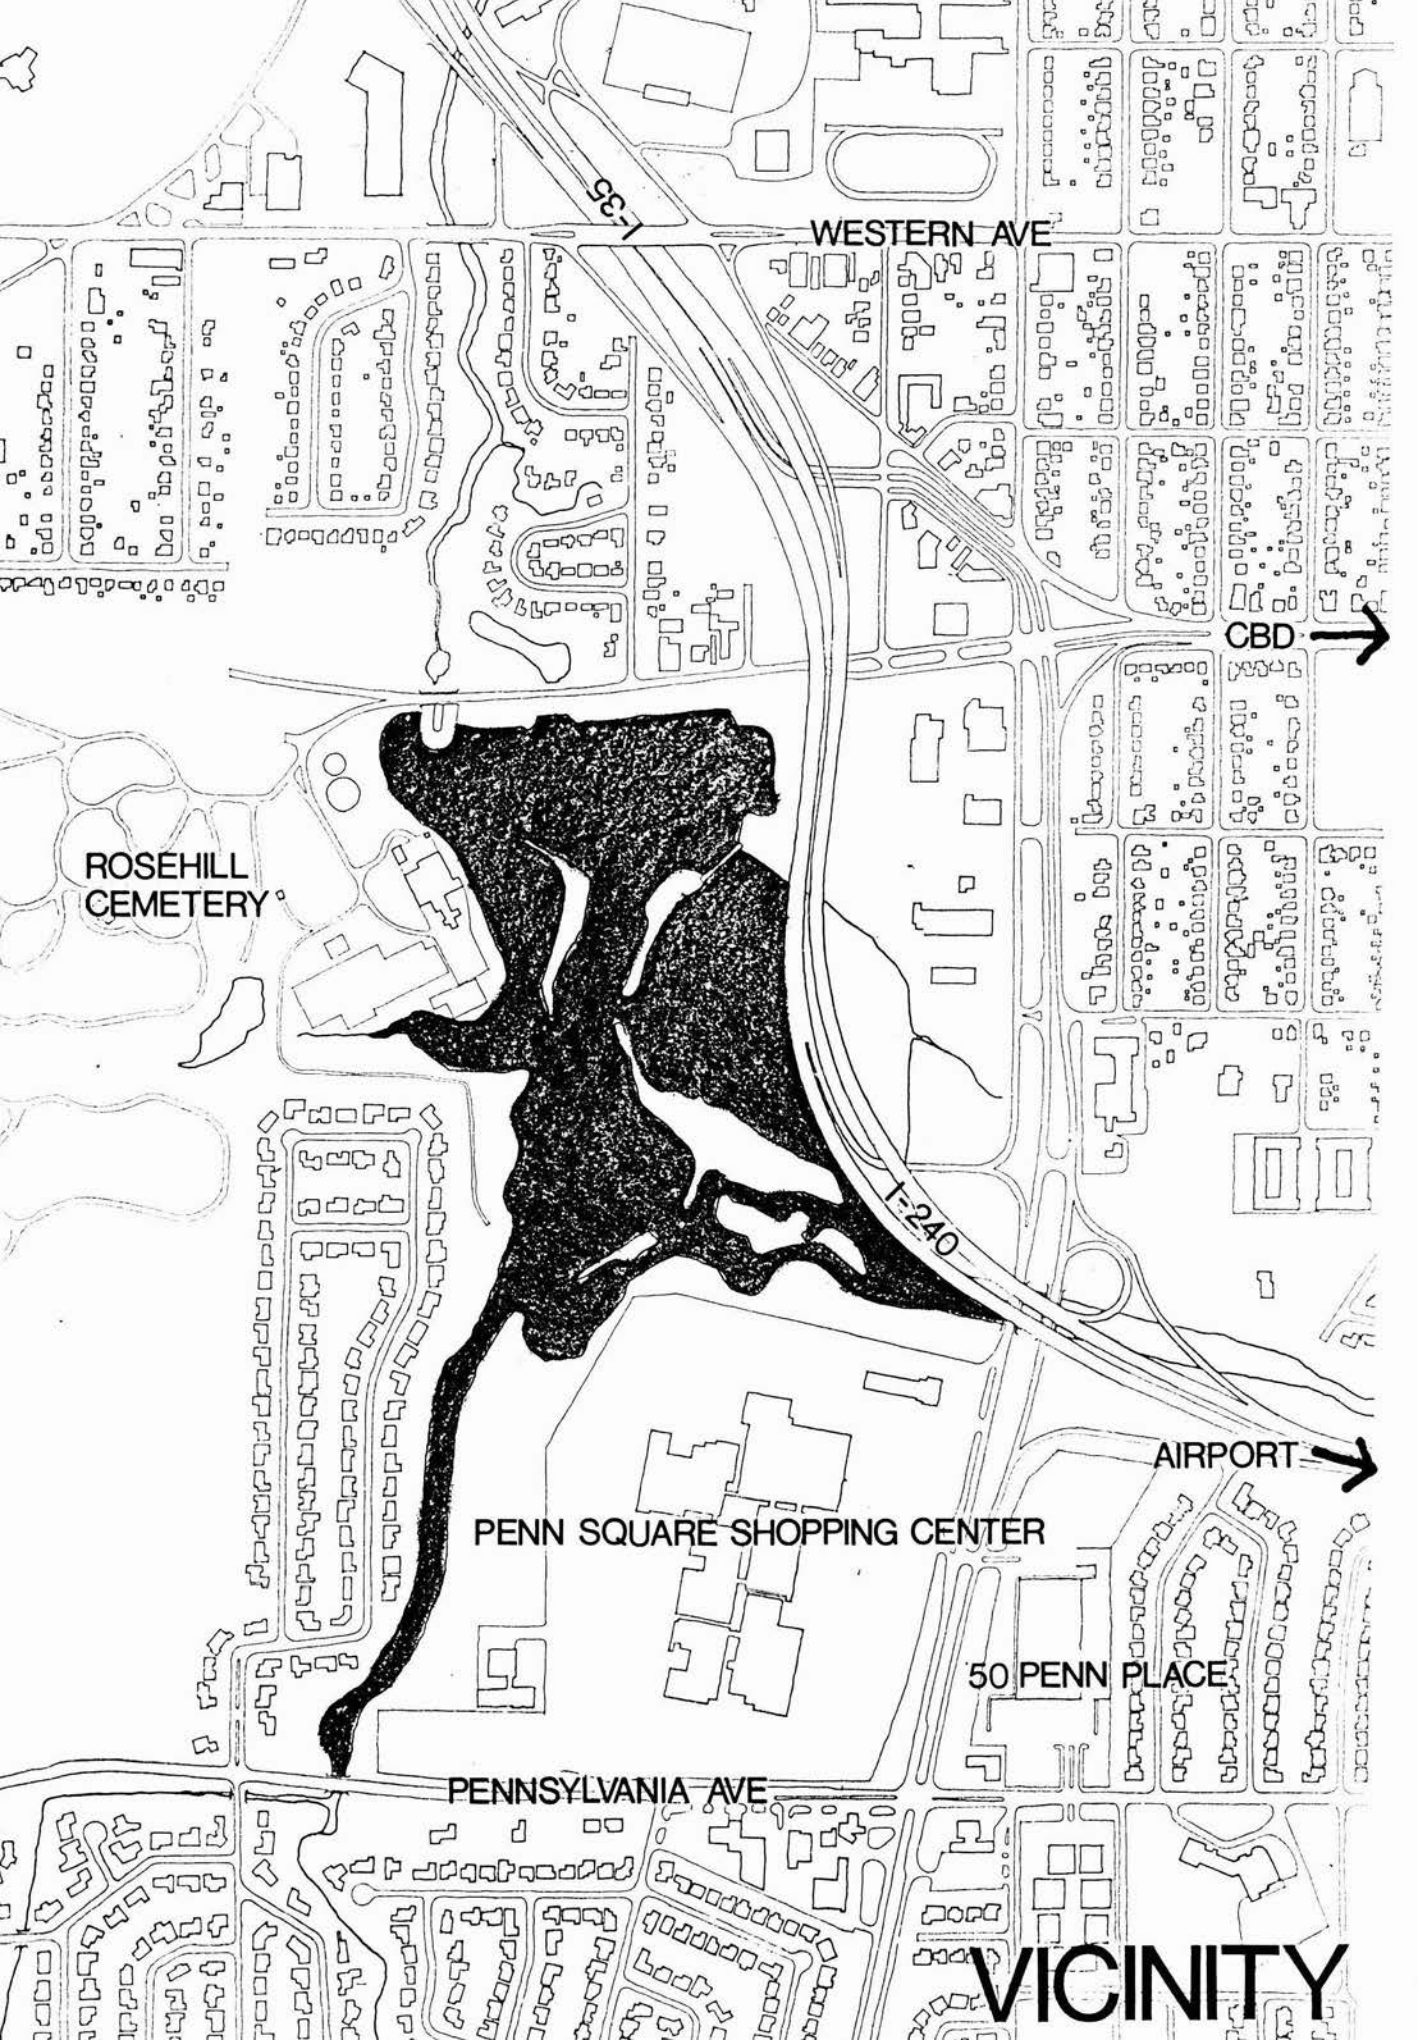 I-35
WESTERN AVE
CBD
ROSEHILL
CEMETERY
I-240
AIRPORT
PENN SQUARE SHOPPING CENTER
50 PENN PLACE
PENNSYLVANIA AVE
VICINITY